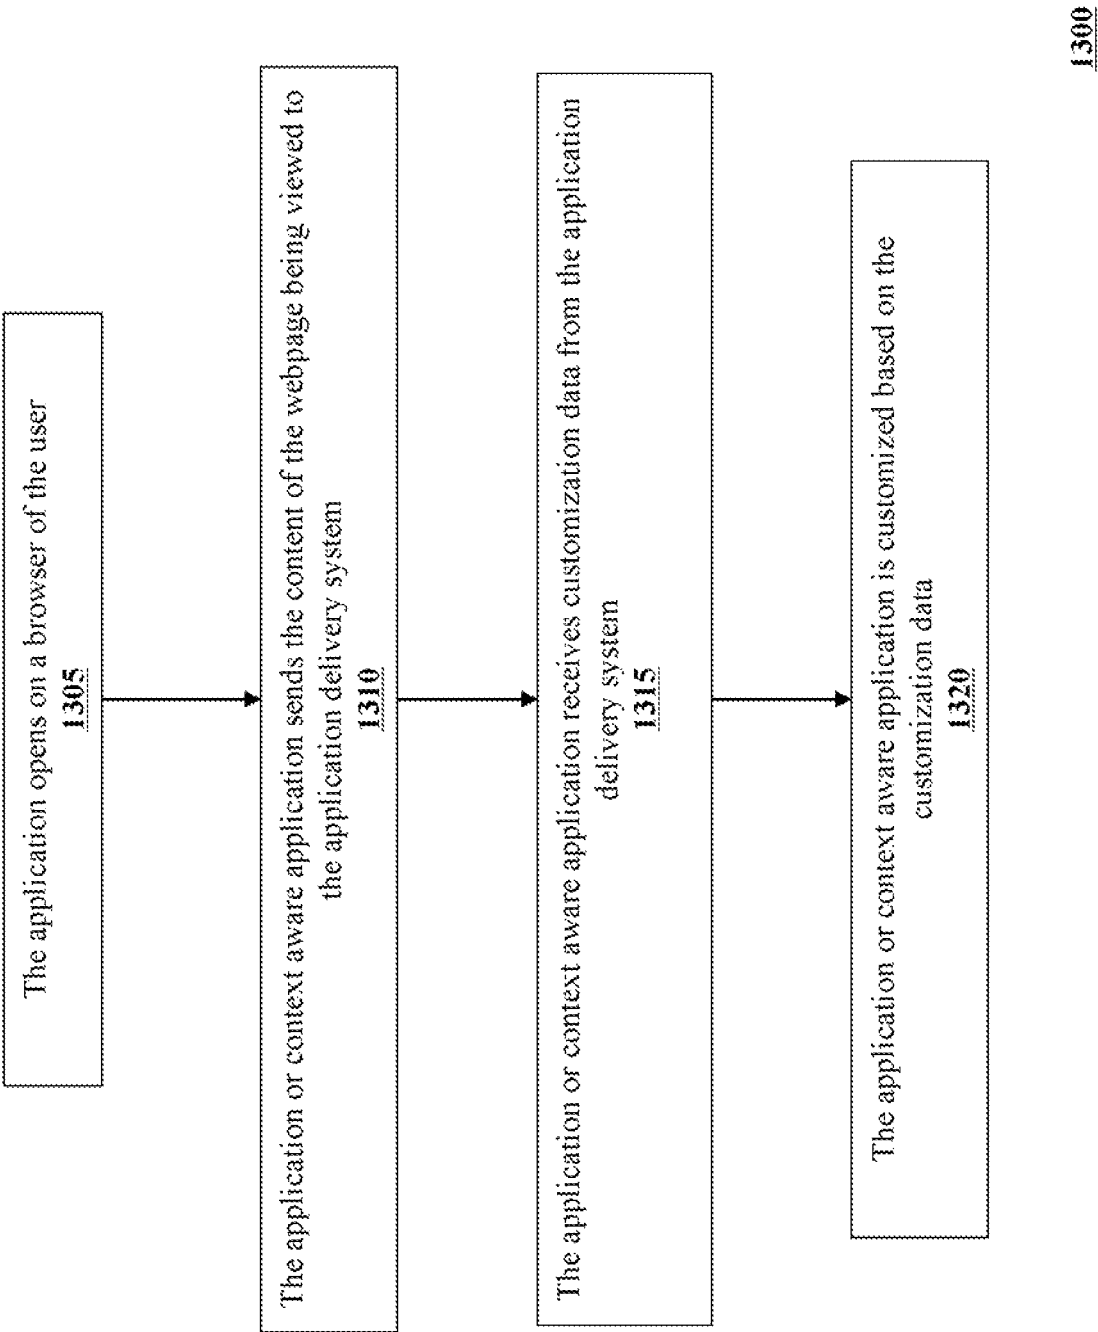 The application opens on a browser of the user
1305
The application or context aware application sends the content of the webpage being viewed to
the application delivery system
1310
The application or context aware application receives customization data from the application
delivery system
1315
The application or context aware application is customized based on the
customization data
1320
1300